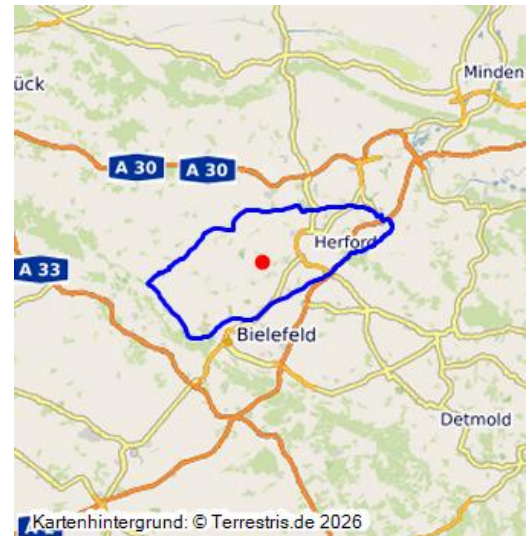 ück
Minden
A 30
A 30
Herford
A 33
Bielefeld
Detmold
Kartenhintergrund: © Terrestris.de 2026